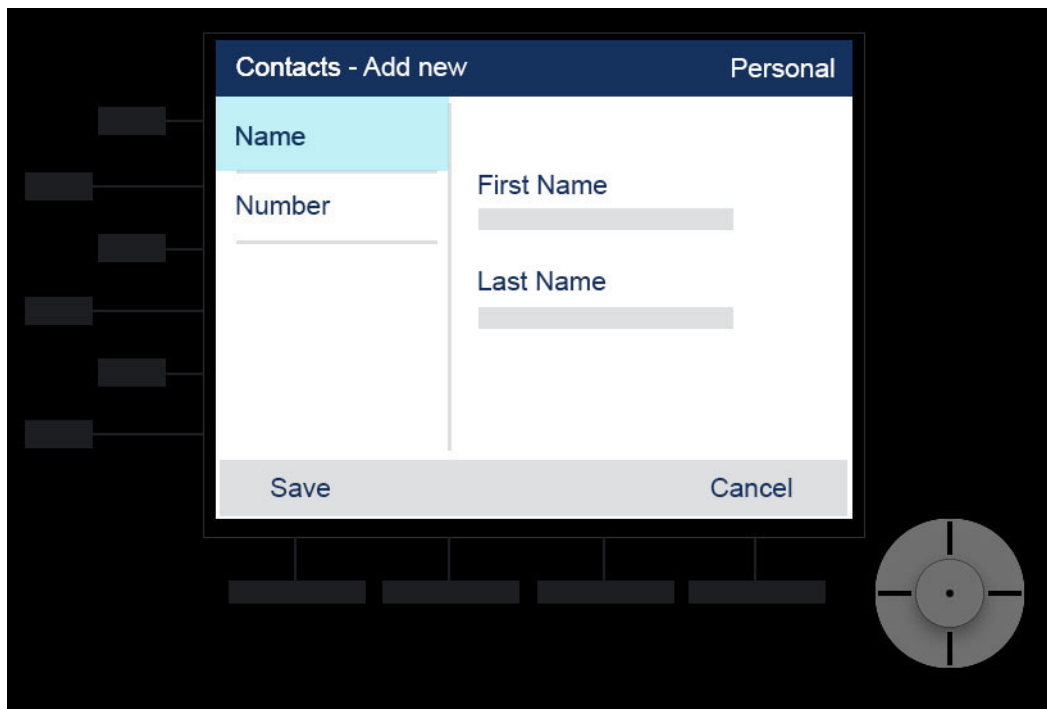 Contacts - Add new Personal
Name
Number
First Name
Last Name
Save Cancel